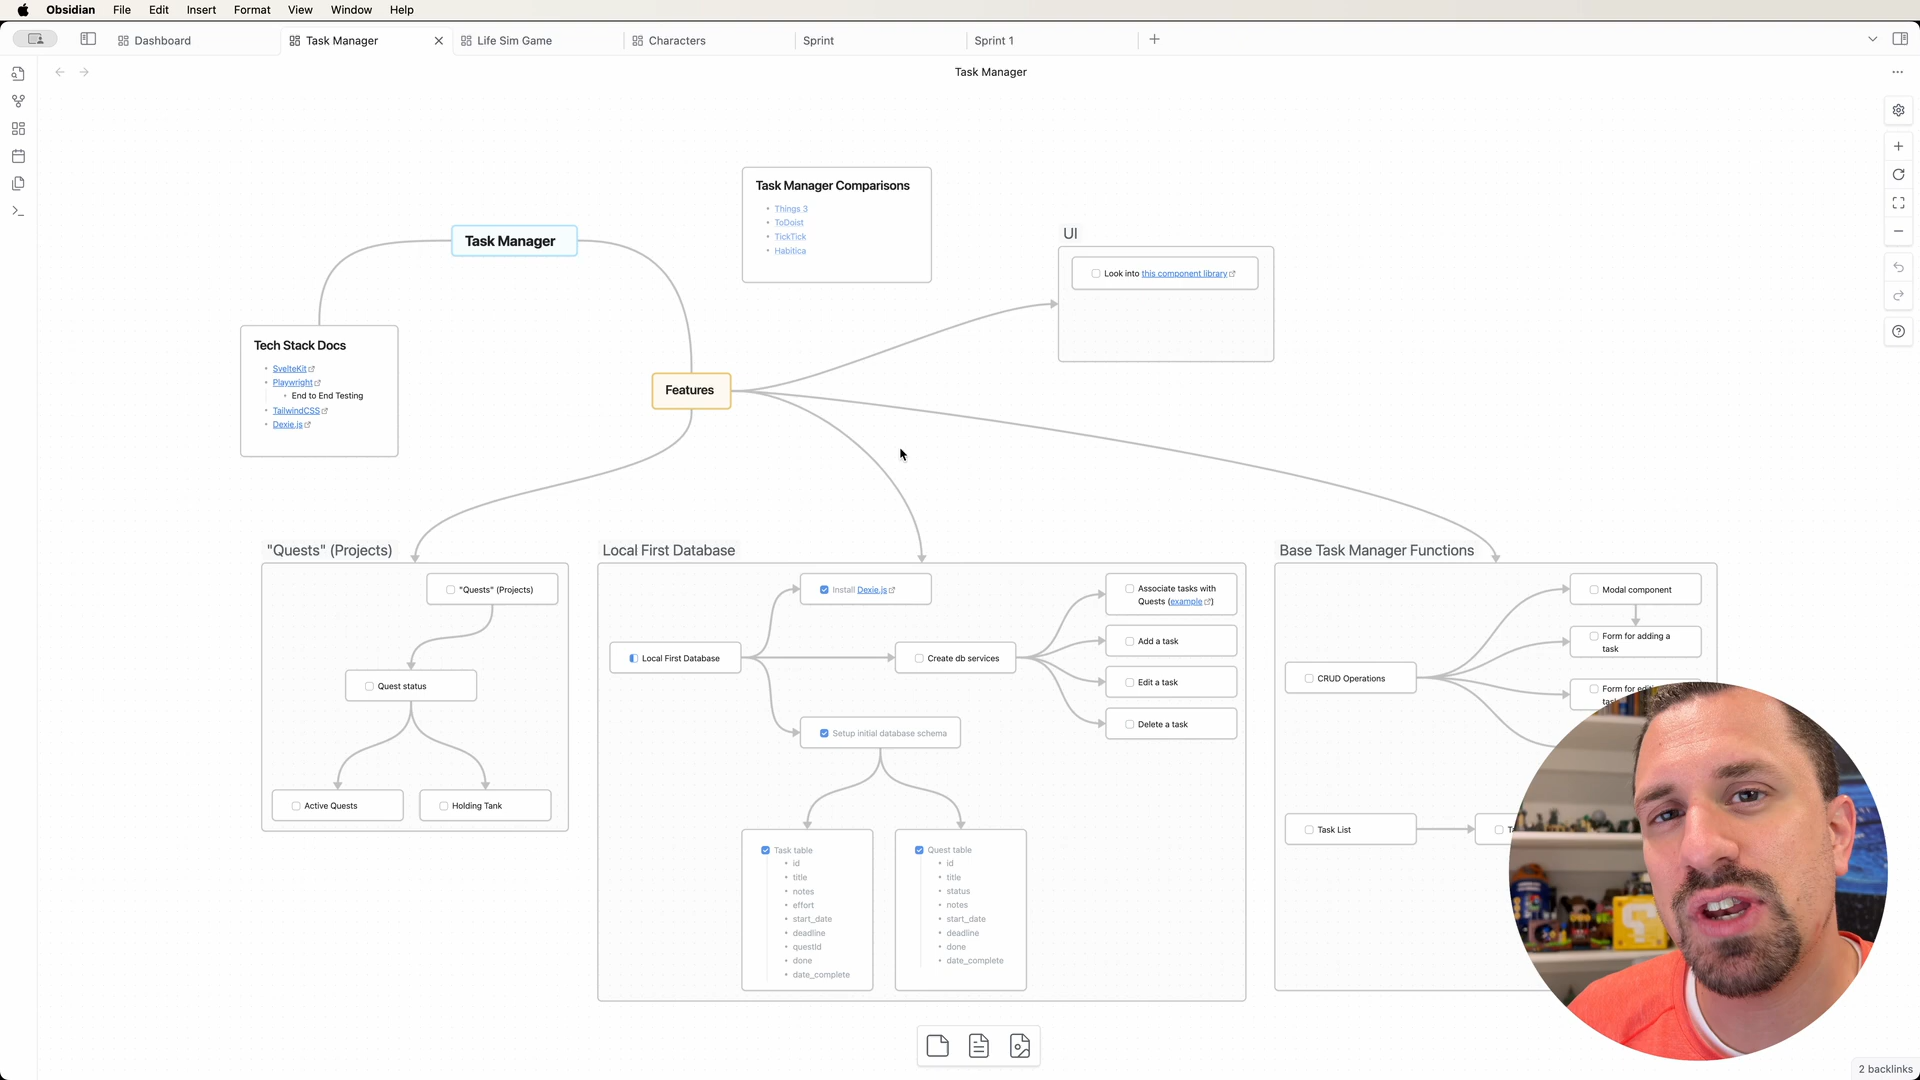 Obsidian File Edit Insert Format View Window Help
Dashboard
Task Manager
Life Sim Game
Characters
Sprint
Sprint 1
Task Manager
Task Manager Comparisons
Things 3
ToDoist
TickTick
Habitica
Task Manager
UI
Look into this component library
Tech Stack Docs
SvelteKit
Playwright
End to End Testing
TailwindCSS
Dexie.js
Features
"Quests" (Projects)
"Quests" (Projects)
Quest status
Active Quests
Holding Tank
Local First Database
Install Dexie.js
Local First Database
Create db services
Associate tasks with
Quests (example)
Add a task
Edit a task
Delete a task
Setup initial database schema
Task table
id
title
notes
effort
start_date
deadline
questId
done
date_complete
Quest table
id
title
status
notes
start_date
deadline
done
date_complete
Base Task Manager Functions
Modal component
Form for adding a
task
CRUD Operations
Form for
Task List
2 backlinks